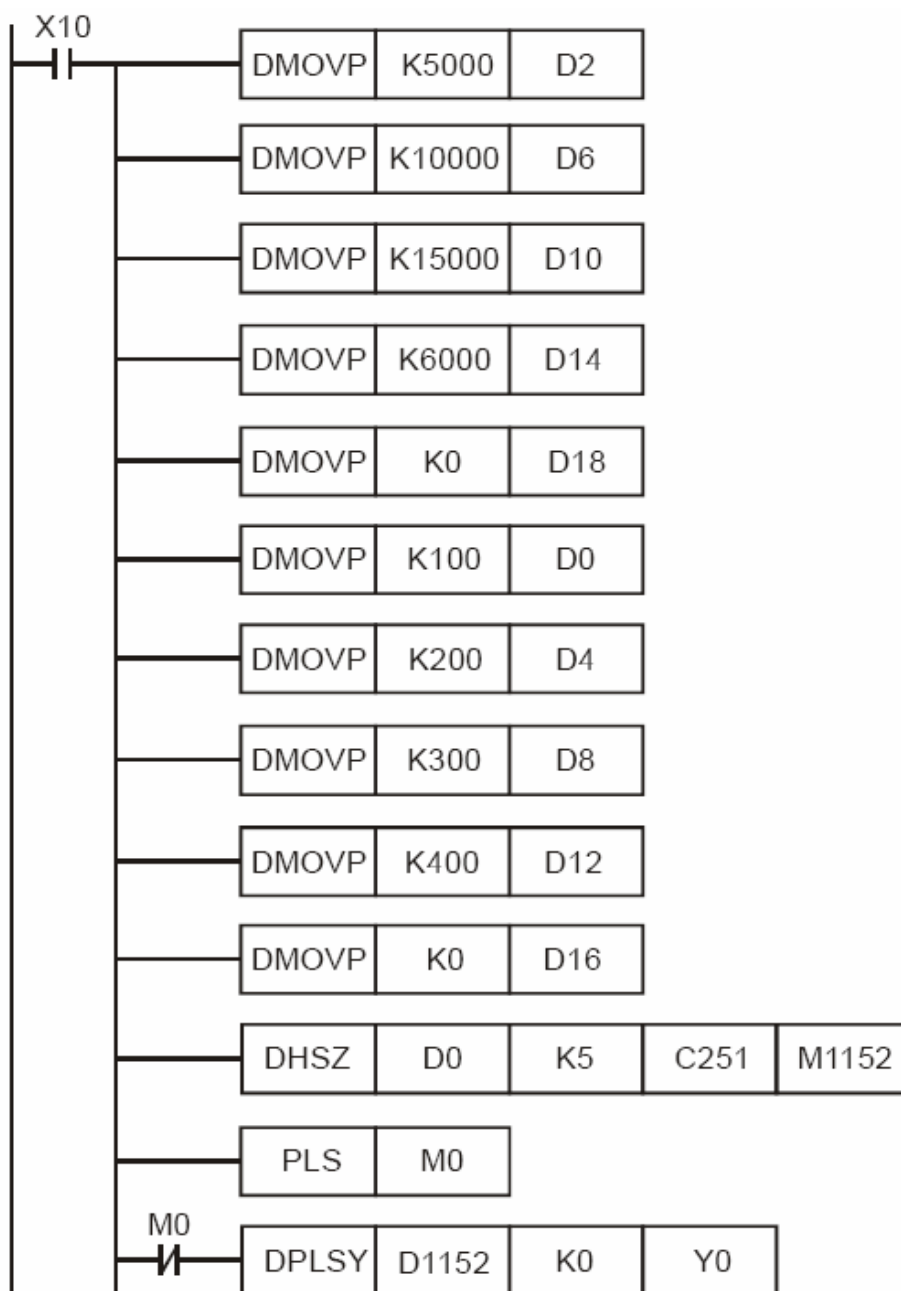 X10
DMOVP K5000 D2
DMOVP K10000 D6
DMOVP K15000 D10
DMOVP K6000 D14
DMOVP K0 D18
DMOVP K100 D0
DMOVP K200 D4
DMOVP K300 D8
DMOVP K400 D12
DMOVP K0 D16
DHSZ D0 K5 C251 M1152
PLS M0
M0
DPLSY D1152 K0 Y0